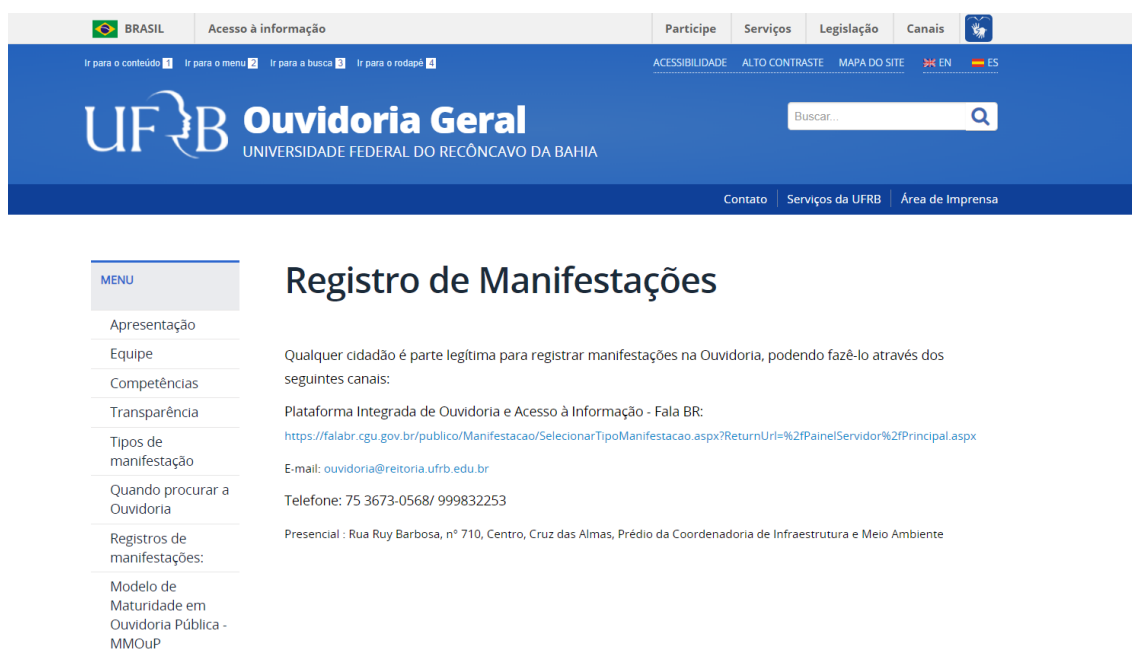 BRASIL Acesso à informação Participe Serviços Legislação Canais
Ir para o conteúdo 1 Ir para o menu 2 Ir para a busca 3 Ir para o rodapé 4 ACESSIBILIDADE ALTO CONTRASTE MAPA DO SITE EN ES
UFRB Ouvidoria Geral
UNIVERSIDADE FEDERAL DO RECÔNCAVO DA BAHIA
Buscar...
Contato Serviços da UFRB Área de Imprensa
MENU
Apresentação
Equipe
Competências
Transparência
Tipos de
manifestação
Quando procurar a
Ouvidoria
Registros de
manifestações:
Modelo de
Maturidade em
Ouvidoria Pública -
MMOuP
Registro de Manifestações
Qualquer cidadão é parte legítima para registrar manifestações na Ouvidoria, podendo fazê-lo através dos
seguintes canais:
Plataforma Integrada de Ouvidoria e Acesso à Informação - Fala BR:
https://falabr.cgu.gov.br/publico/Manifestacao/SelecionarTipoManifestacao.aspx?ReturnUrl=%2fPainelServidor%2fPrincipal.aspx
E-mail: ouvidoria@reitoria.ufrb.edu.br
Telefone: 75 3673-0568/ 999832253
Presencial : Rua Ruy Barbosa, nº 710, Centro, Cruz das Almas, Prédio da Coordenadoria de Infraestrutura e Meio Ambiente